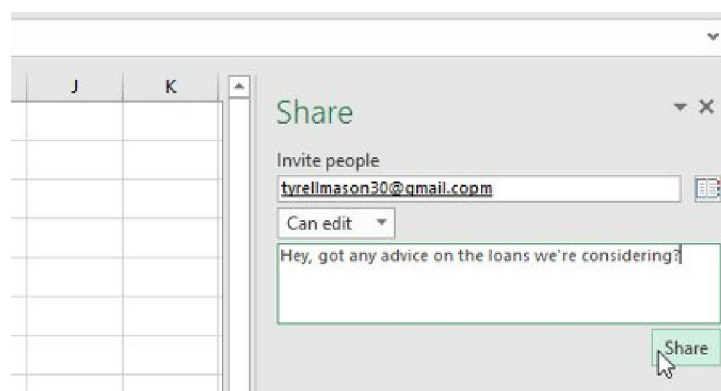 J K
Share
Invite people
tyrellmason30@gmail.copm
Can edit
Hey, got any advice on the loans we're considering?
Share